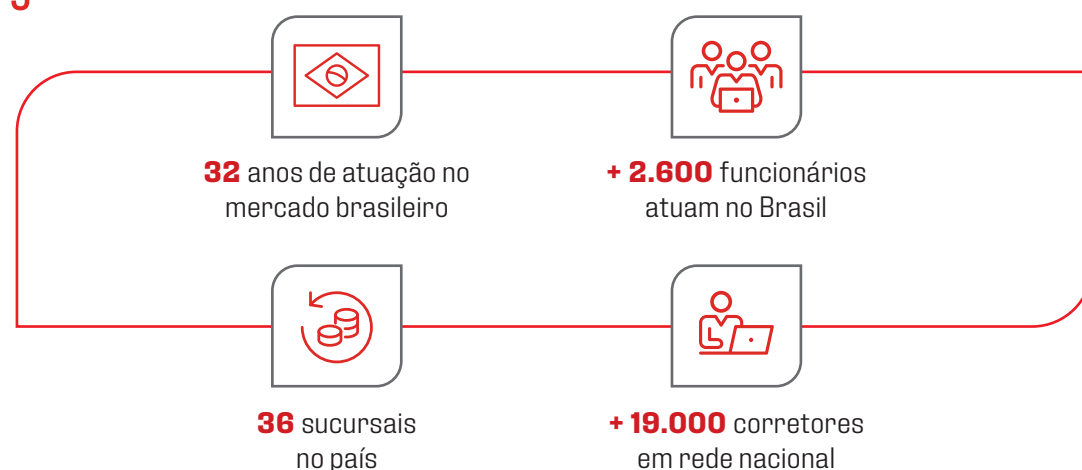 32 anos de atuação no
mercado brasileiro
+ 2.600 funcionários
atuam no Brasil
36 sucursais
no país
+ 19.000 corretores
em rede nacional